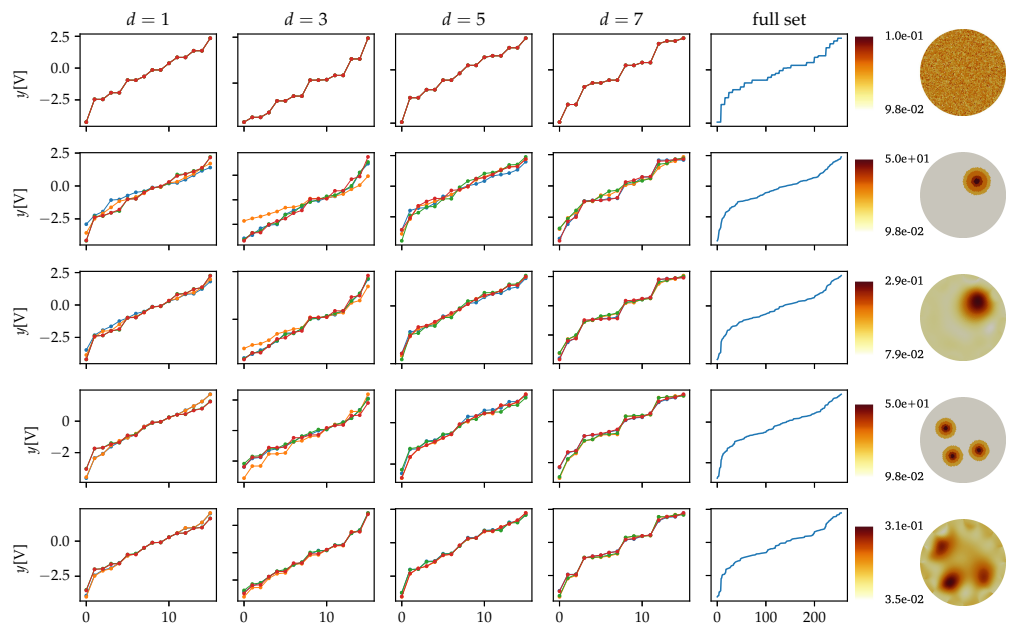 d = 1 d = 3 d = 5 d = 7 full set
2.5
0.0
−2.5
y[V]
1.0e-01
9.8e-02
2.5
0.0
−2.5
y[V]
5.0e+01
9.8e-02
2.5
0.0
−2.5
y[V]
2.9e-01
7.9e-02
0
−2
y[V]
5.0e+01
9.8e-02
0.0
−2.5
y[V]
3.1e-01
3.5e-02
0 10 0 10 0 10 0 10 0 100 200